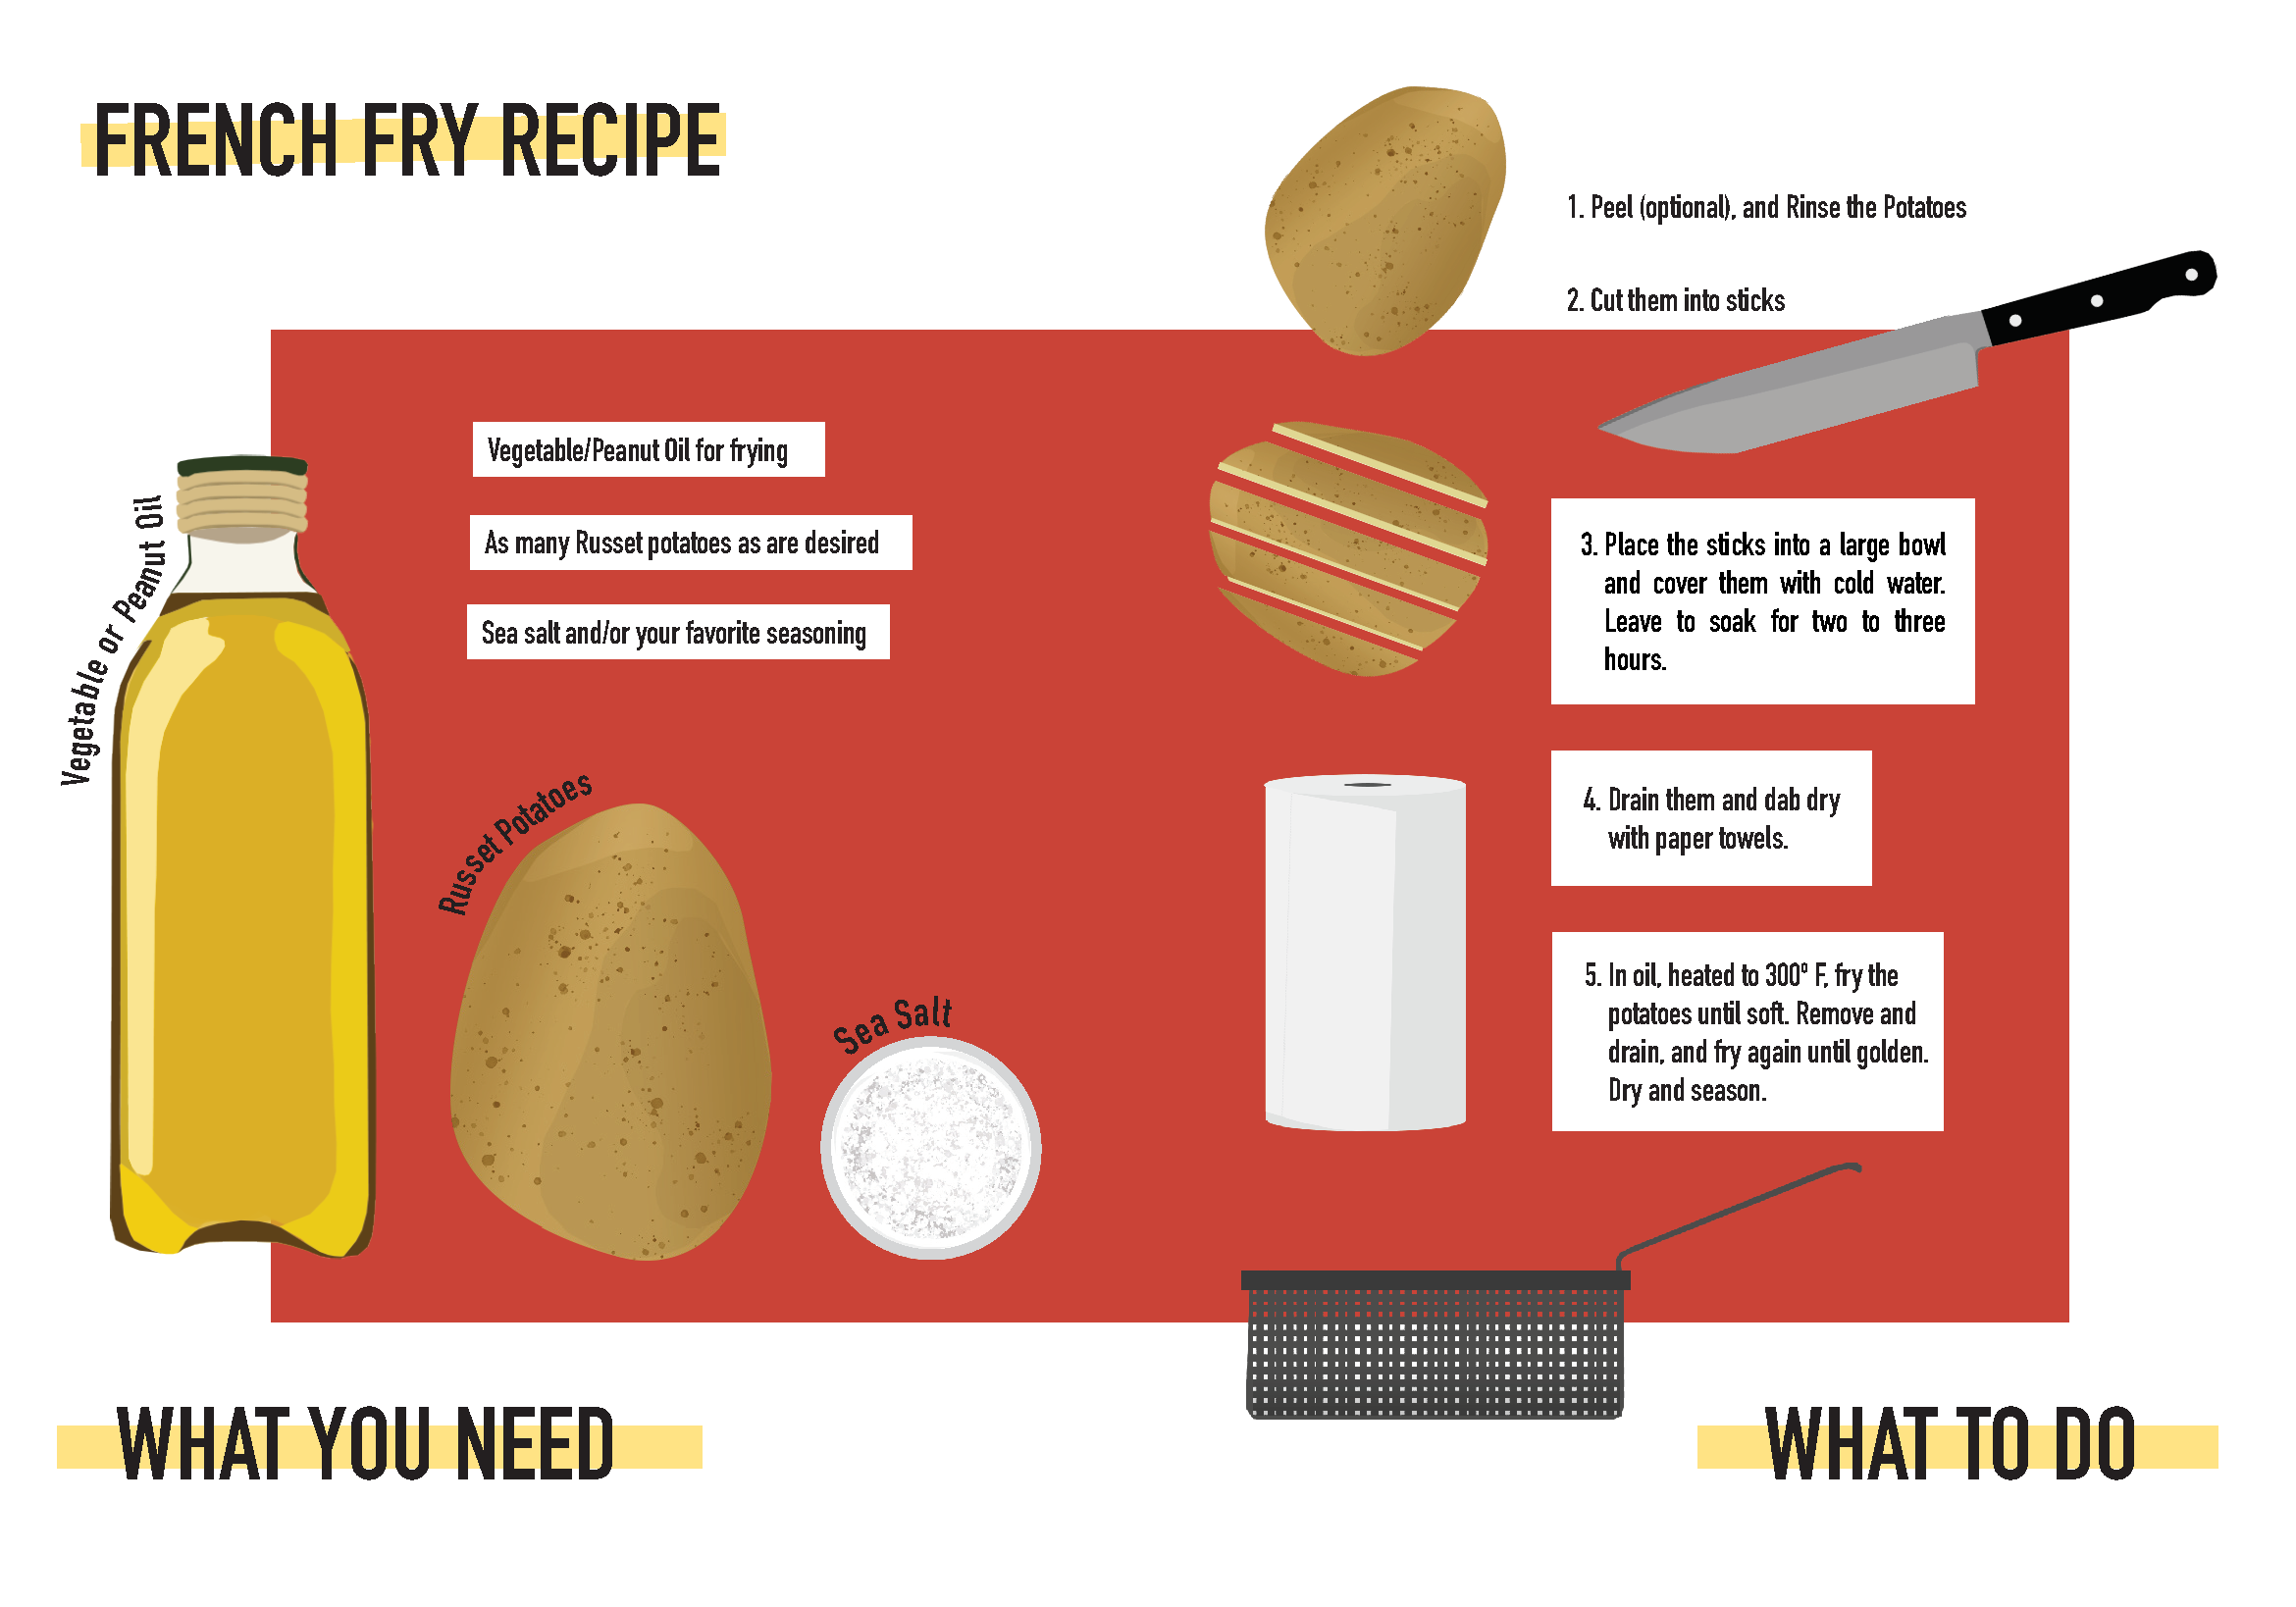 FRENCH FRY RECIPE
Vegetable/Peanut Oil for frying
As many Russet potatoes as are desired
Sea salt and/or your favorite seasoning
Vegetable or Peanut Oil
Russet Potatoes
Sea Salt
WHAT YOU NEED
1. Peel (optional), and Rinse the Potatoes
2. Cut them into sticks
3. Place the sticks into a large bowl
and cover them with cold water.
Leave to soak for two to three
hours.
4. Drain them and dab dry
with paper towels.
5. In oil, heated to 300º F, fry the
potatoes until soft. Remove and
drain, and fry again until golden.
Dry and season.
WHAT TO DO